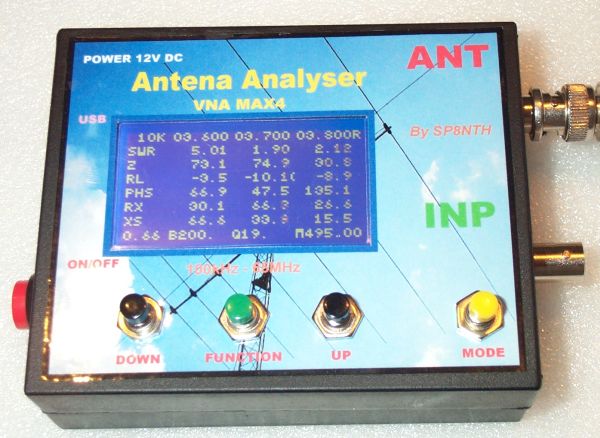 POWER 12V DC
ANT
Antena Analyser
VNA MAX4
USB
By SP8NTH
10K 03.600 03.700 03.800R
SWR 5.01 1.90 2.12
Z 73.1 74.9 30.8
RL -3.5 -10.1( -8.9
PHS 66.9 47.5 135.1
RX 30.1 66.3 26.6
XS 66.6 33.9 15.5
0.66 B200. Q19. M495.00
INP
ON/OFF
DOWN
FUNCTION
UP
MODE